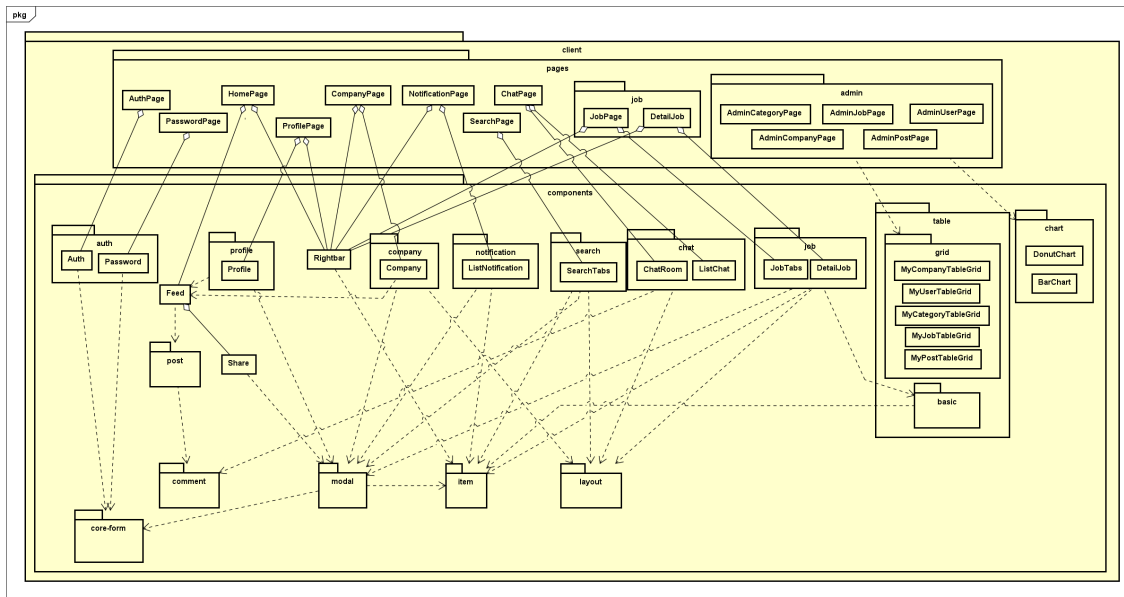 pkg
client
pages
AuthPage
HomePage
CompanyPage
NotificationPage
ChatPage
PasswordPage
ProfilePage
SearchPage
job
JobPage
DetailJob
admin
AdminCategoryPage
AdminJobPage
AdminUserPage
AdminCompanyPage
AdminPostPage
components
auth
Auth
Password
profile
Profile
Rightbar
company
Company
notification
ListNotification
search
SearchTabs
chat
ChatRoom
ListChat
job
JobTabs
DetailJob
table
grid
MyCompanyTableGrid
MyUserTableGrid
MyCategoryTableGrid
MyJobTableGrid
MyPostTableGrid
basic
chart
DonutChart
BarChart
Feed
post
Share
comment
modal
item
layout
core-form